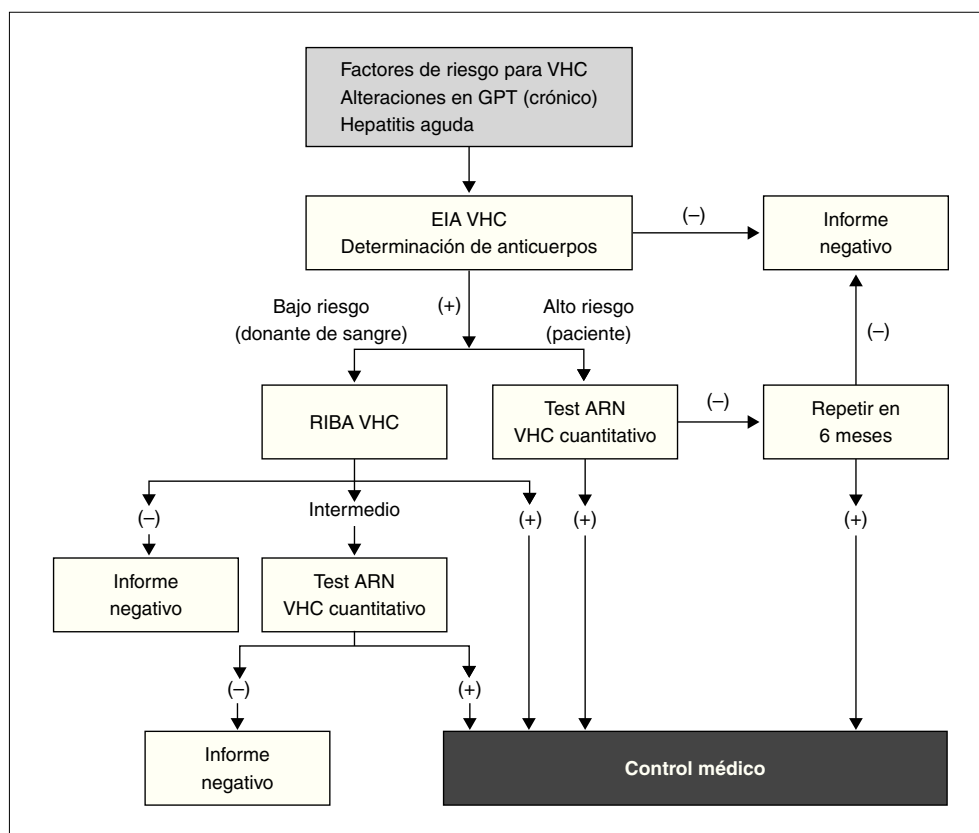 Factores de riesgo para VHC
Alteraciones en GPT (crónico)
Hepatitis aguda
EIA VHC
Determinación de anticuerpos
(–)
Informe
negativo
Bajo riesgo
(donante de sangre)
(+)
Alto riesgo
(paciente)
(–)
RIBA VHC
Test ARN
VHC cuantitativo
(–)
Repetir en
6 meses
(–)
Intermedio
(+)
(+)
(+)
Informe
negativo
Test ARN
VHC cuantitativo
(–)
(+)
Informe
negativo
Control médico